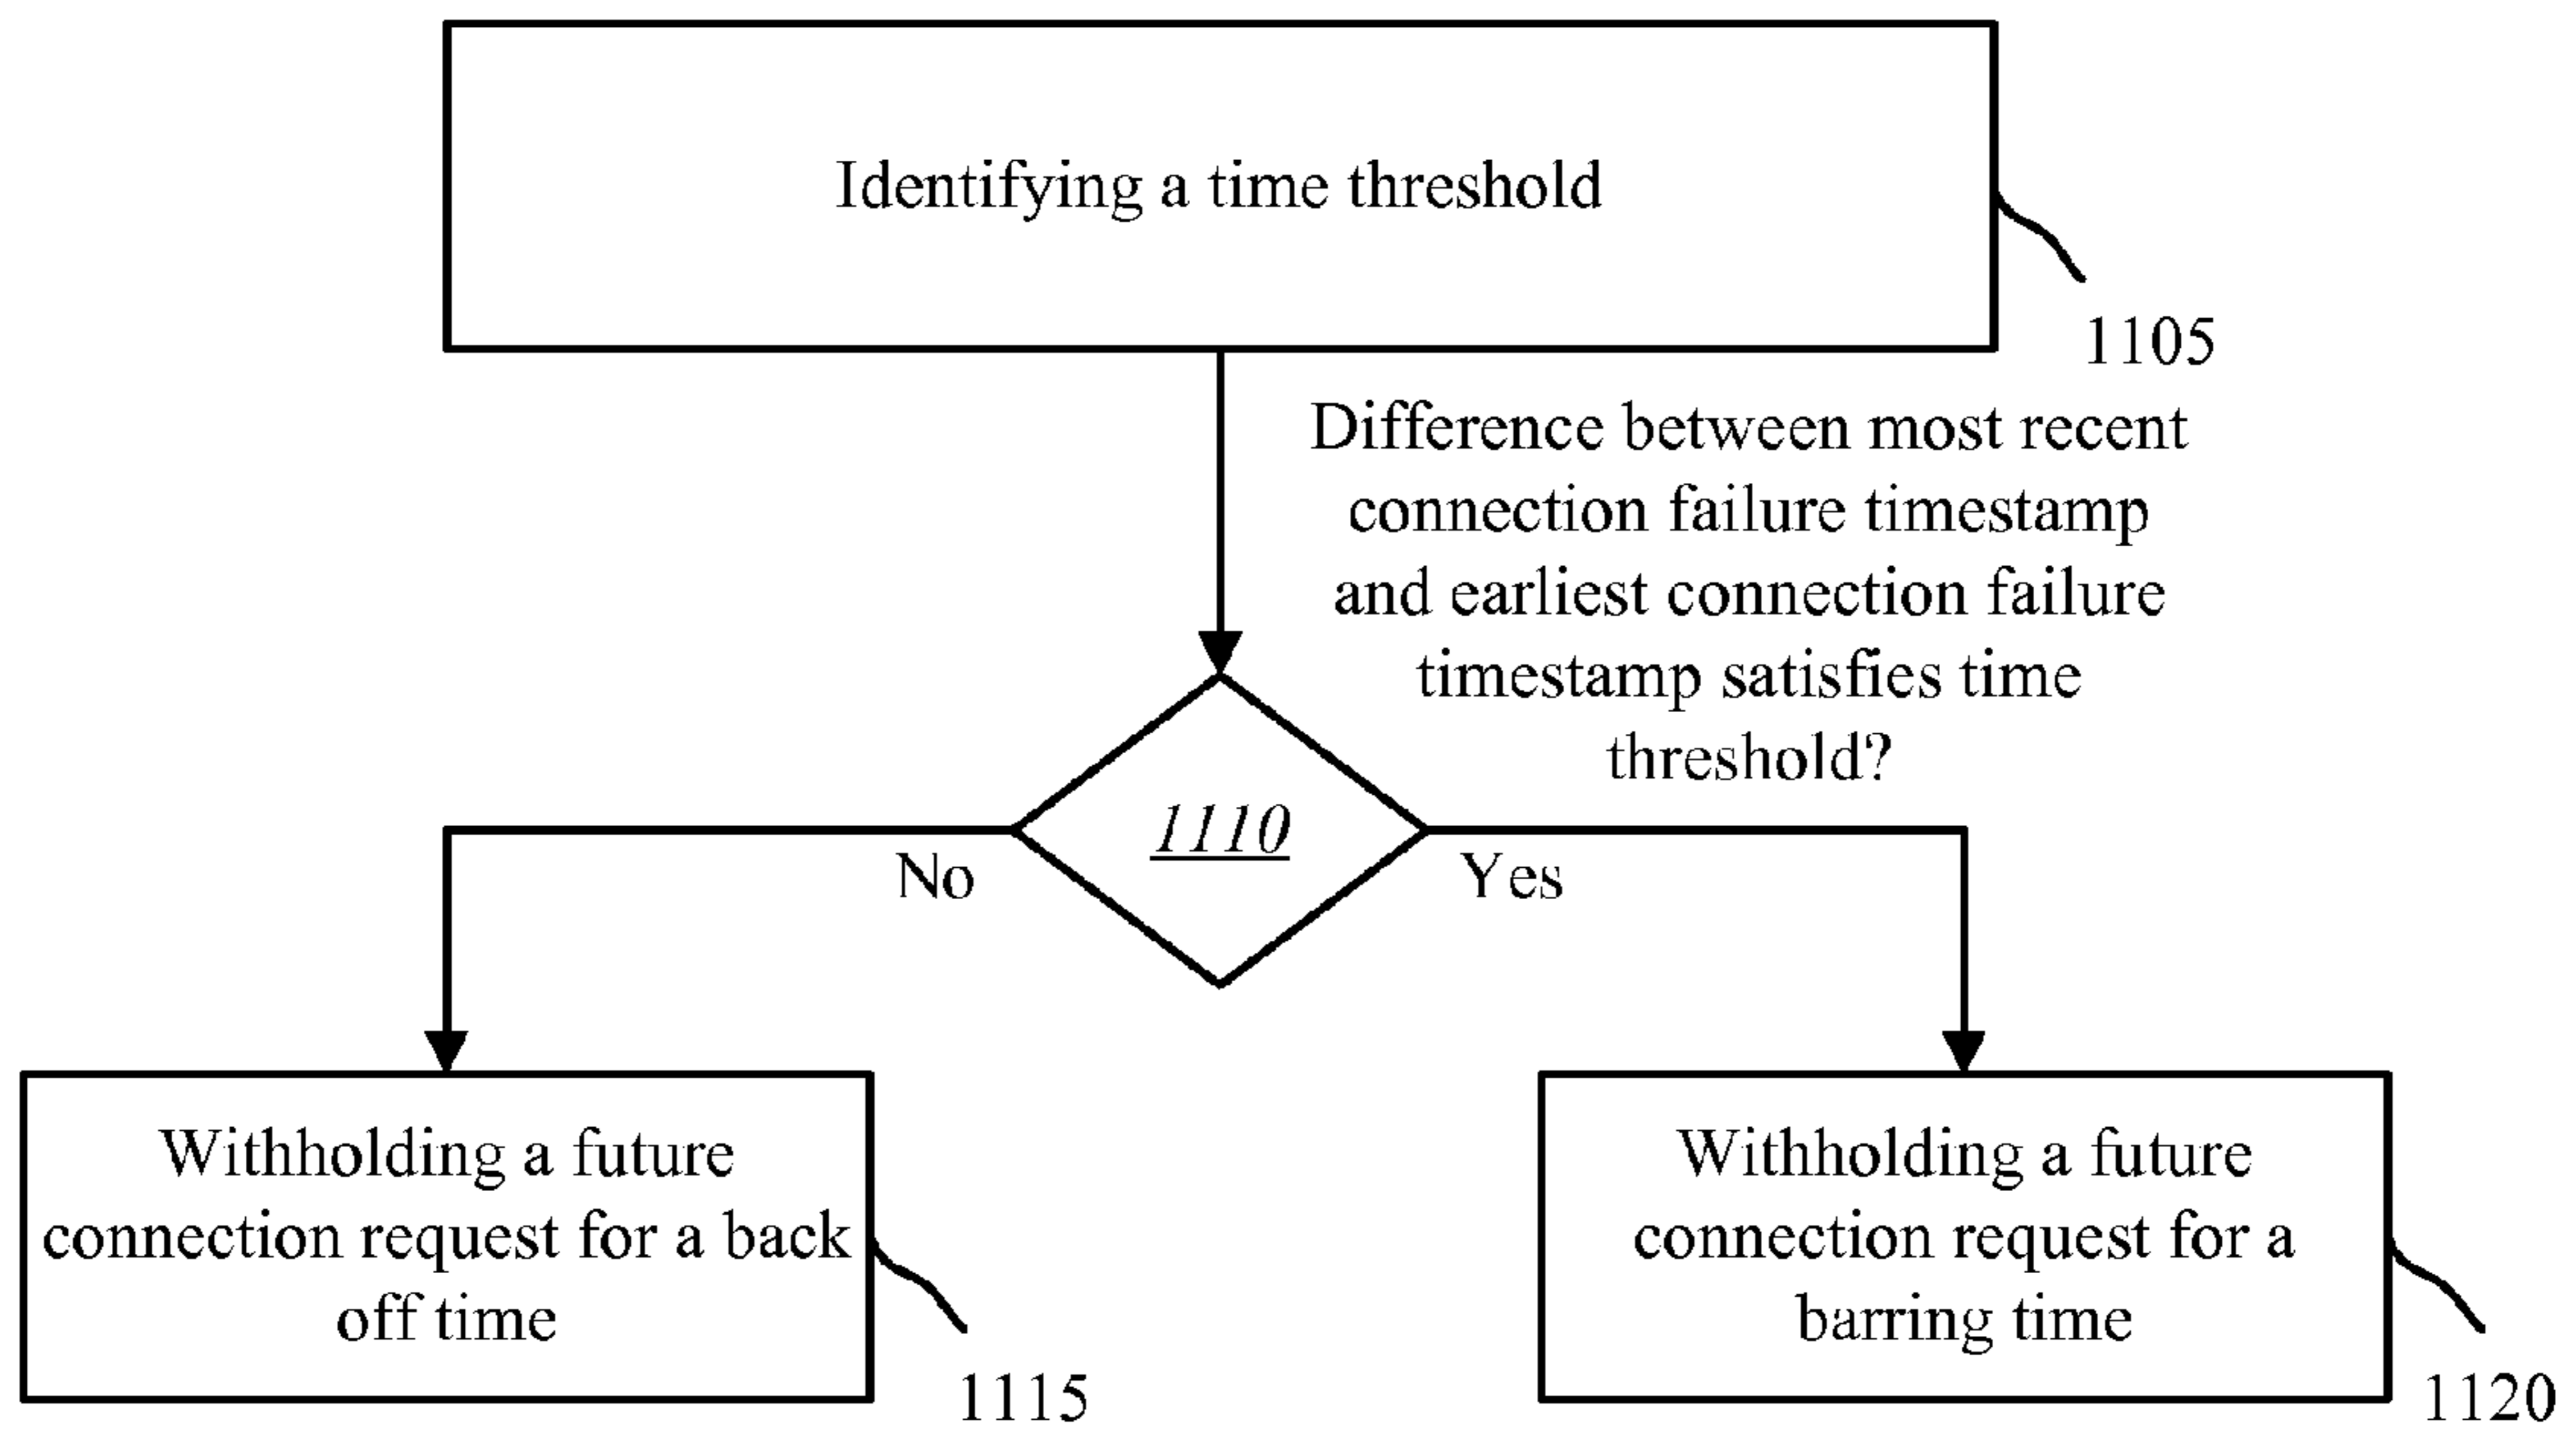 Identifying a time threshold
1105
Difference between most recent
connection failure timestamp
and earliest connection failure
timestamp satisfies time
threshold?
1110
No
Yes
Withholding a future
connection request for a back
off time
1115
Withholding a future
connection request for a
barring time
1120